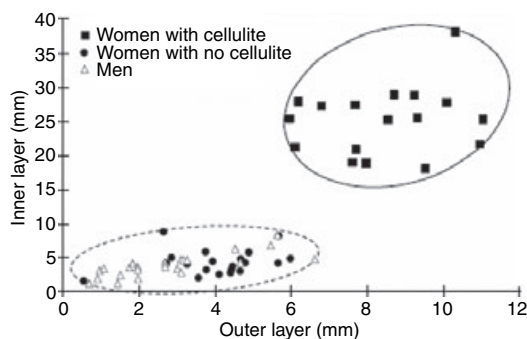 40
35
30
25
20
15
10
5
0
Inner layer (mm)
Women with cellulite
Women with no cellulite
Men
0 2 4 6 8 10 12
Outer layer (mm)